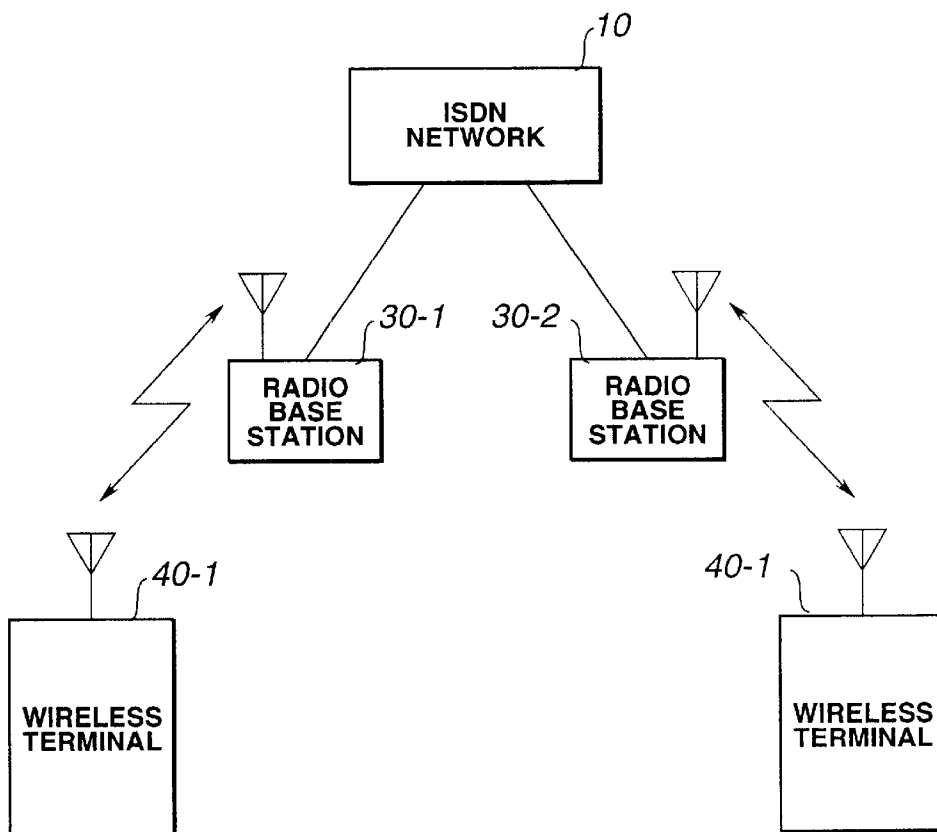 10
ISDN
NETWORK
30-1
30-2
RADIO
BASE
STATION
RADIO
BASE
STATION
40-1
40-1
WIRELESS
TERMINAL
WIRELESS
TERMINAL